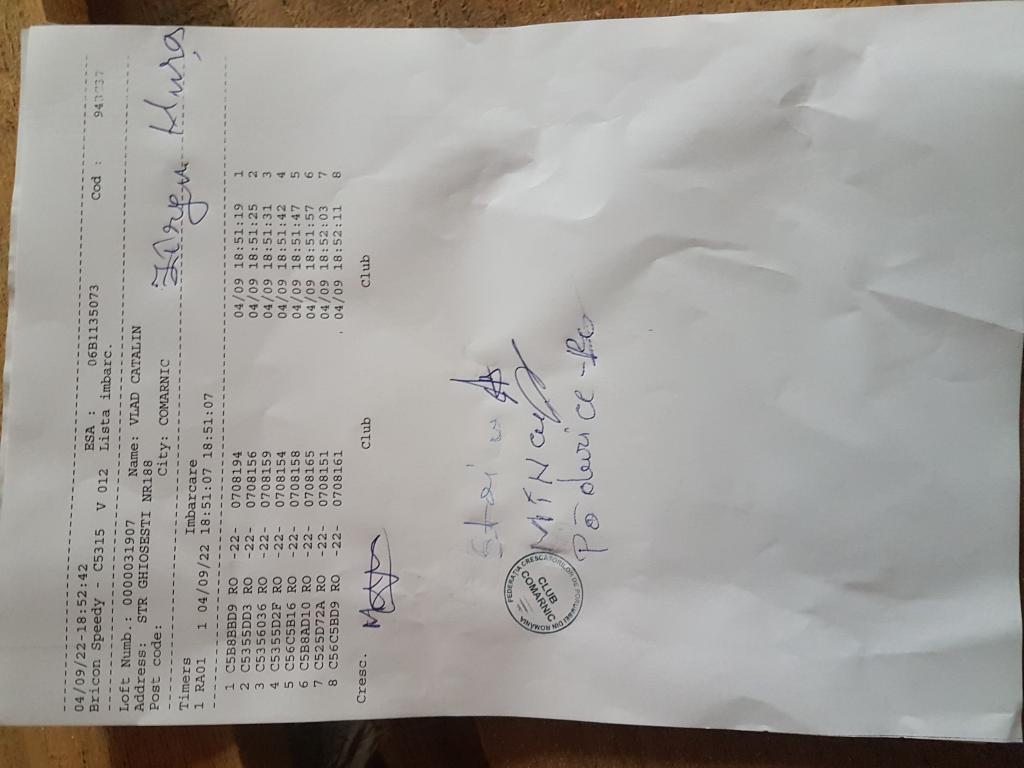 04/09/22-18:52:42
Bricon Speedy - C5315 V 012 Lista imbarc.
ESA : 06B1135073
Cod : 943
Loft Numb.: 0000031907 Name: VLAD CATALIN
Address: STR GHIOSESTI NR188
Post code: City: COMARNIC
Timers Imbarcare
1 RA01 1 04/09/22 18:51:07 18:51:07
1 C5B8BBD9 RO -22- 0708194 04/09 18:51:19 1
2 C5355DD3 RO -22- 0708156 04/09 18:51:25 2
3 C5356036 RO -22- 0708159 04/09 18:51:31 3
4 C5355D2F RO -22- 0708154 04/09 18:51:42 4
5 C56C5B16 RO -22- 0708158 04/09 18:51:47 5
6 C5B8AD10 RO -22- 0708165 04/09 18:51:57 6
7 C525D72A RO -22- 0708151 04/09 18:52:03 7
8 C56C5BD9 RO -22- 0708161 04/09 18:52:11 8
Cresc. Club Club
FEDERATIA CRESCATORILOR DE PORUMBEI DIN ROMANIA
CLUB
COMARNIC